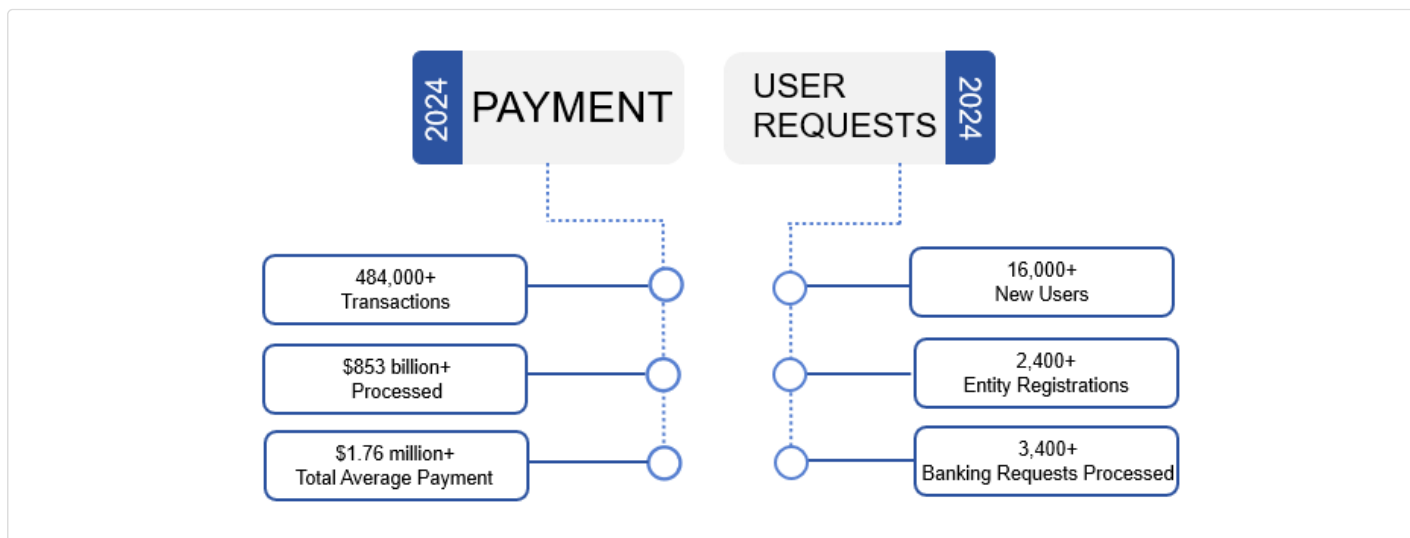 2024
PAYMENT
484,000+
Transactions
$853 billion+
Processed
$1.76 million+
Total Average Payment
USER
REQUESTS
2024
16,000+
New Users
2,400+
Entity Registrations
3,400+
Banking Requests Processed